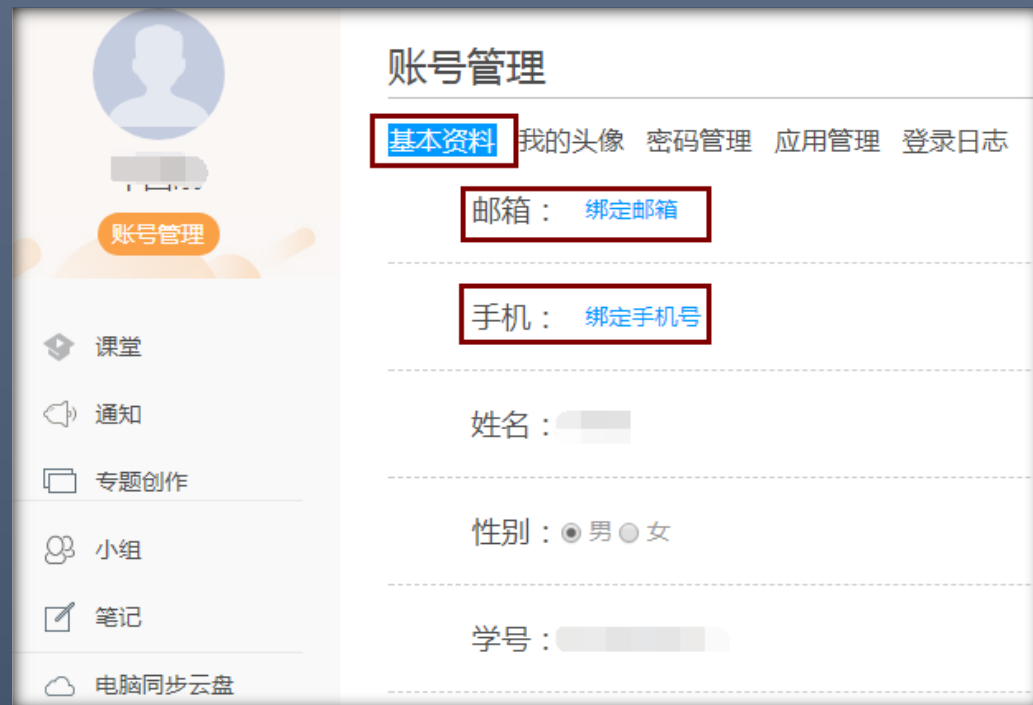 账号管理
基本资料 我的头像 密码管理 应用管理 登录日志
邮箱： 绑定邮箱
手机： 绑定手机号
姓名：
性别： 男 女
学号：
账号管理
课堂
通知
专题创作
小组
笔记
电脑同步云盘